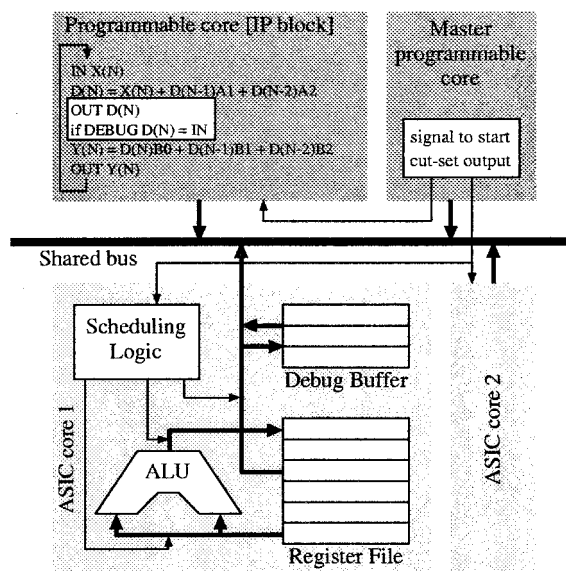 Programmable core [IP block]
IN X(N)
D(N) = X(N) + D(N-1)A1 + D(N-2)A2
OUT D(N)
if DEBUG D(N) = IN
Y(N) = D(N)B0 + D(N-1)B1 + D(N-2)B2
OUT Y(N)
Master
programmable
core
signal to start
cut-set output
Shared bus
Scheduling
Logic
Debug Buffer
ASIC core 1
ALU
Register File
ASIC core 2